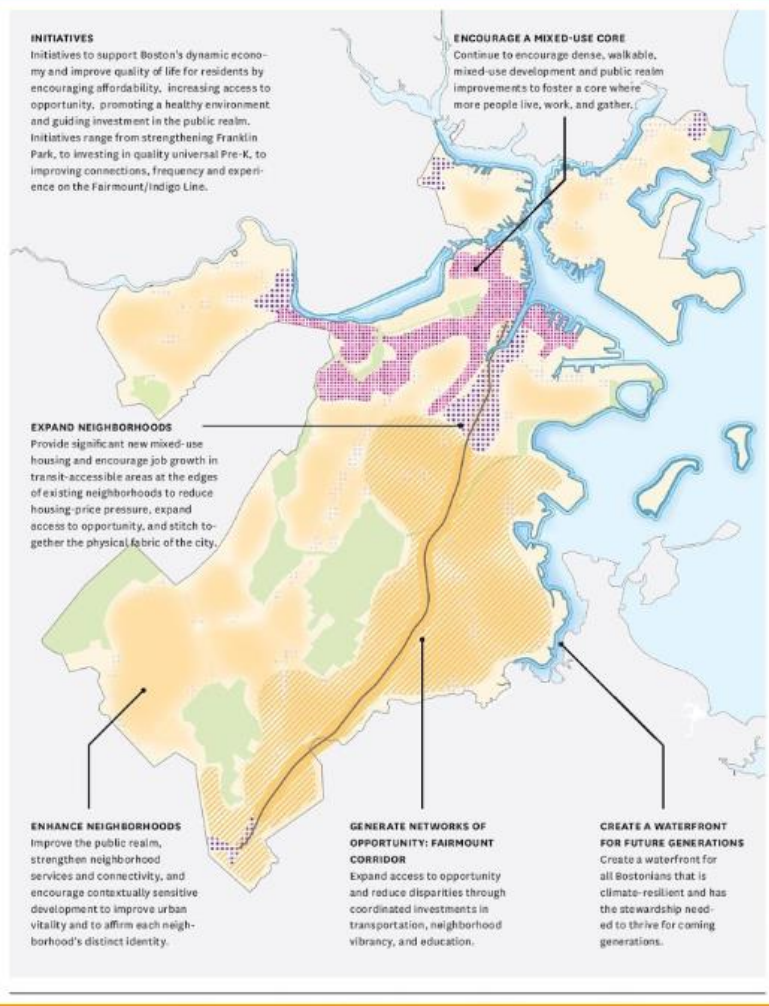 INITIATIVES
Initiatives to support Boston's dynamic econo-
my and improve quality of life for residents by
encouraging affordability, increasing access to
opportunity, promoting a healthy environment
and guiding investment in the public realm.
Initiatives range from strengthening Franklin
Park, to investing in quality universal Pre-K, to
improving connections, frequency and experi-
ence on the Fairmount/Indigo Line.
ENCOURAGE A MIXED-USE CORE
Continue to encourage dense, walkable,
mixed-use development and public realm
improvements to foster a core where
more people live, work, and gather.
EXPAND NEIGHBORHOODS
Provide significant new mixed-use
housing and encourage job growth in
transit-accessible areas at the edges
of existing neighborhoods to reduce
housing-price pressure, expand
access to opportunity, and stitch to-
gether the physical fabric of the city.
ENHANCE NEIGHBORHOODS
Improve the public realm,
strengthen neighborhood
services and connectivity, and
encourage contextually sensitive
development to improve urban
vitality and to affirm each neigh-
borhood's distinct identity.
GENERATE NETWORKS OF
OPPORTUNITY: FAIRMOUNT
CORRIDOR
Expand access to opportunity
and reduce disparities through
coordinated investments in
transportation, neighborhood
vibrancy, and education.
CREATE A WATERFRONT
FOR FUTURE GENERATIONS
Create a waterfront for
all Bostonians that is
climate-resilient and has
the stewardship need-
ed to thrive for coming
generations.